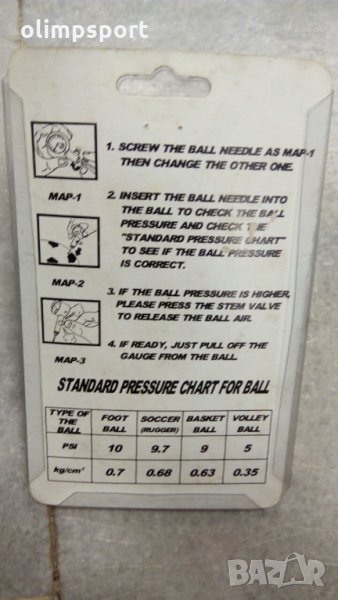 olimpsport
1. SCREW THE BALL NEEDLE AS MAP-1
THEN CHANGE THE OTHER ONE.
MAP-1
2. INSERT THE BALL NEEDLE INTO
THE BALL TO CHECK THE BALL
PRESSURE AND CHECK THE
"STANDARD PRESSURE CHART"
TO SEE IF THE BALL PRESSURE
IS CORRECT.
MAP-2
3. IF THE BALL PRESSURE IS HIGHER,
PLEASE PRESS THE STEM VALVE
TO RELEASE THE BALL AIR.
MAP-3
4. IF READY, JUST PULL OFF THE
GAUGE FROM THE BALL.
STANDARD PRESSURE CHART FOR BALL
TYPE OF THE BALL FOOT BALL SOCCER (RUGGER) BASKET BALL VOLLEY BALL
PSI 10 9.7 9 5
kg/cm² 0.7 0.68 0.63 0.35
BAZAR